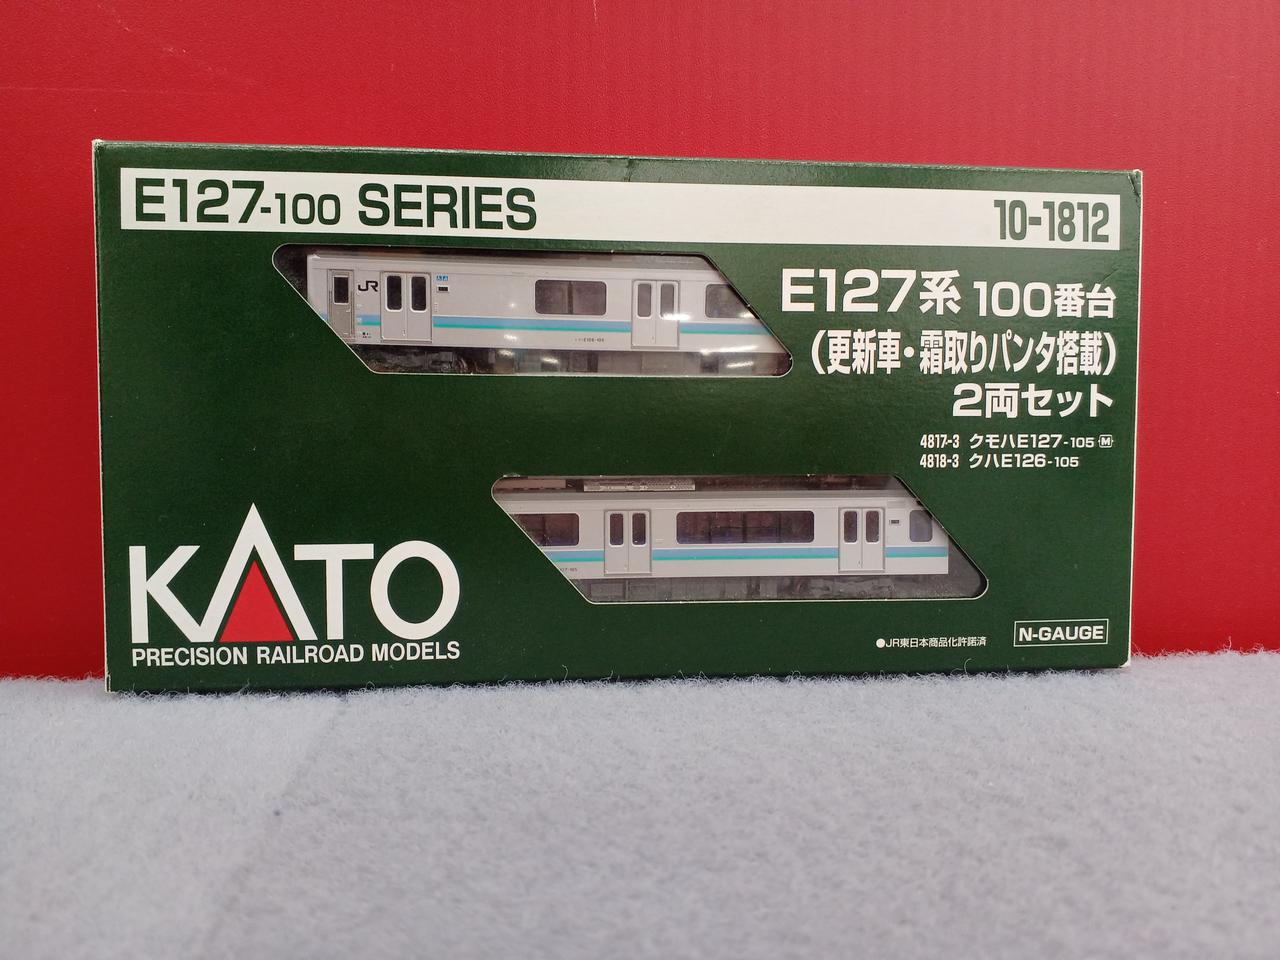 E127-100 SERIES
10-1812
JR
E127系 100番台
(更新車・霜取りパンタ搭載)
2両セット
4817-3 クモハE127-105 M
4818-3 クハE126-105
KATO
PRECISION RAILROAD MODELS
●JR東日本商品化許諾済
N-GAUGE